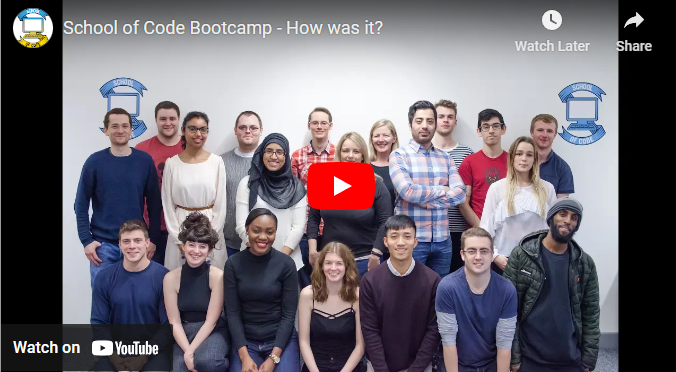 School of Code Bootcamp - How was it?
Watch Later
Share
SCHOOL
OF CODE
SCHOOL
OF CODE
Watch on YouTube